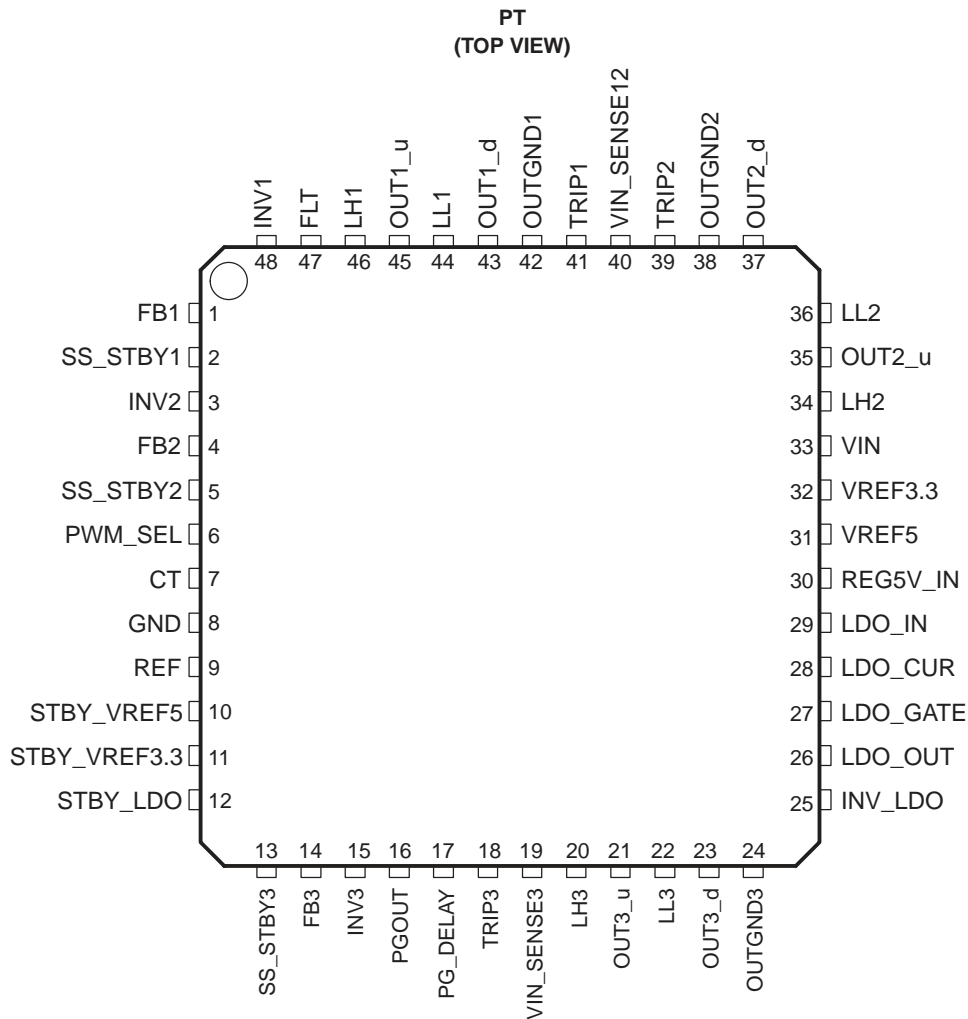 PT
(TOP VIEW)
INV1
FLT
LH1
OUT1_u
LL1
OUT1_d
OUTGND1
TRIP1
VIN_SENSE12
TRIP2
OUTGND2
OUT2_d
48 47 46 45 44 43 42 41 40 39 38 37
FB1 1
SS_STBY1 2
INV2 3
FB2 4
SS_STBY2 5
PWM_SEL 6
CT 7
GND 8
REF 9
STBY_VREF5 10
STBY_VREF3.3 11
STBY_LDO 12
36 LL2
35 OUT2_u
34 LH2
33 VIN
32 VREF3.3
31 VREF5
30 REG5V_IN
29 LDO_IN
28 LDO_CUR
27 LDO_GATE
26 LDO_OUT
25 INV_LDO
13 14 15 16 17 18 19 20 21 22 23 24
SS_STBY3
FB3
INV3
PGOUT
PG_DELAY
TRIP3
VIN_SENSE3
LH3
OUT3_u
LL3
OUT3_d
OUTGND3